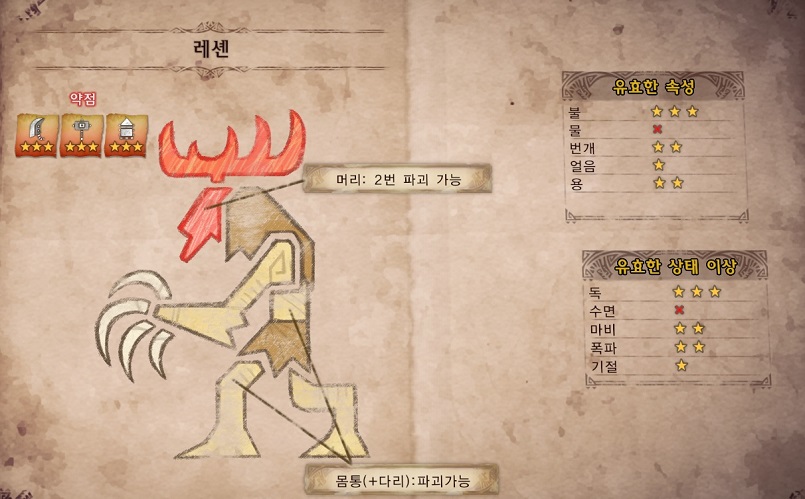 레셴
약점
머리: 2번 파괴 가능
몸통(+다리):파괴가능
유효한 속성
불
물
번개
얼음
용
유효한 상태 이상
독
수면
마비
폭파
기절